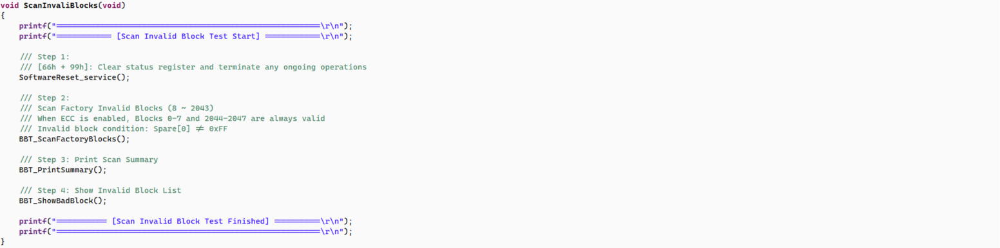 void ScanInvaliBlocks(void)
{
    printf("=========================================================\r\n");
    printf("============ [Scan Invalid Block Test Start] ============\r\n");
    /// Step 1:
    /// [66h + 99h]: Clear status register and terminate any ongoing operations
    SoftwareReset_service();
    /// Step 2:
    /// Scan Factory Invalid Blocks (8 ~ 2043)
    /// When ECC is enabled, Blocks 0-7 and 2044-2047 are always valid
    /// Invalid block condition: Spare[0] != 0xFF
    BBT_ScanFactoryBlocks();
    /// Step 3: Print Scan Summary
    BBT_PrintSummary();
    /// Step 4: Show Invalid Block List
    BBT_ShowBadBlock();
    printf("=========== [Scan Invalid Block Test Finished] ==========\r\n");
    printf("=========================================================\r\n");
}